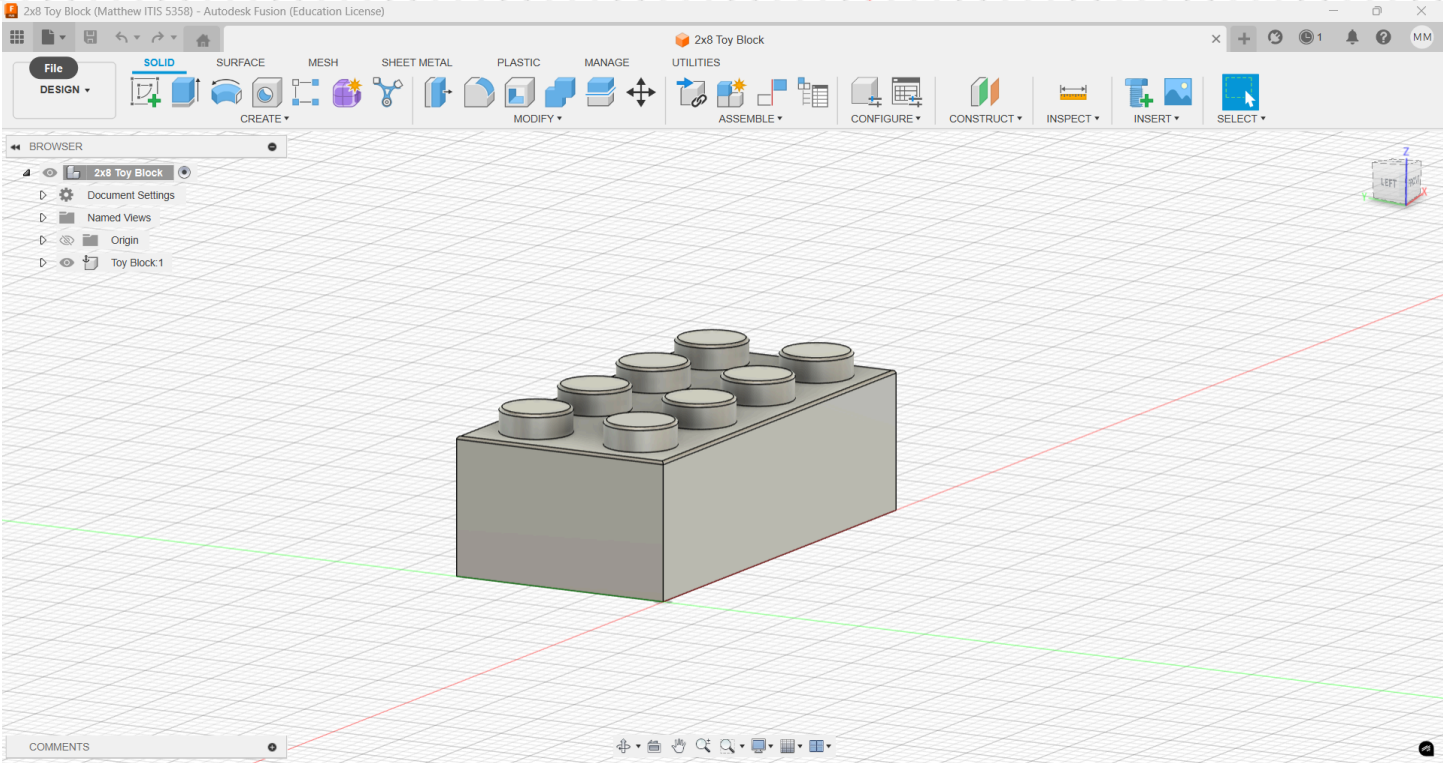 2x8 Toy Block (Matthew ITIS 5358) - Autodesk Fusion (Education License)
2x8 Toy Block
1
MM
File
SOLID SURFACE MESH SHEET METAL PLASTIC MANAGE UTILITIES
DESIGN
CREATE MODIFY ASSEMBLE CONFIGURE CONSTRUCT INSPECT INSERT SELECT
BROWSER
2x8 Toy Block
Document Settings
Named Views
Origin
Toy Block:1
Z
LEFT
Y
X
COMMENTS